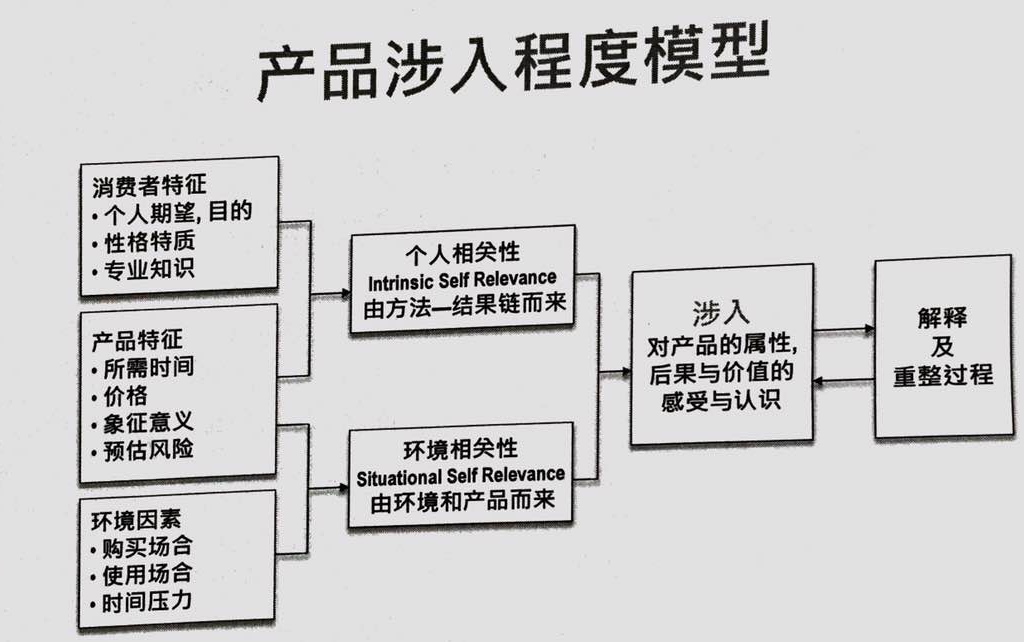 产品涉入程度模型
消费者特征
• 个人期望, 目的
• 性格特质
• 专业知识
产品特征
• 所需时间
• 价格
• 象征意义
• 预估风险
环境因素
• 购买场合
• 使用场合
• 时间压力
个人相关性
Intrinsic Self Relevance
由方法—结果链而来
环境相关性
Situational Self Relevance
由环境和产品而来
涉入
对产品的属性,
后果与价值的
感受与认识
解释
及
重整过程